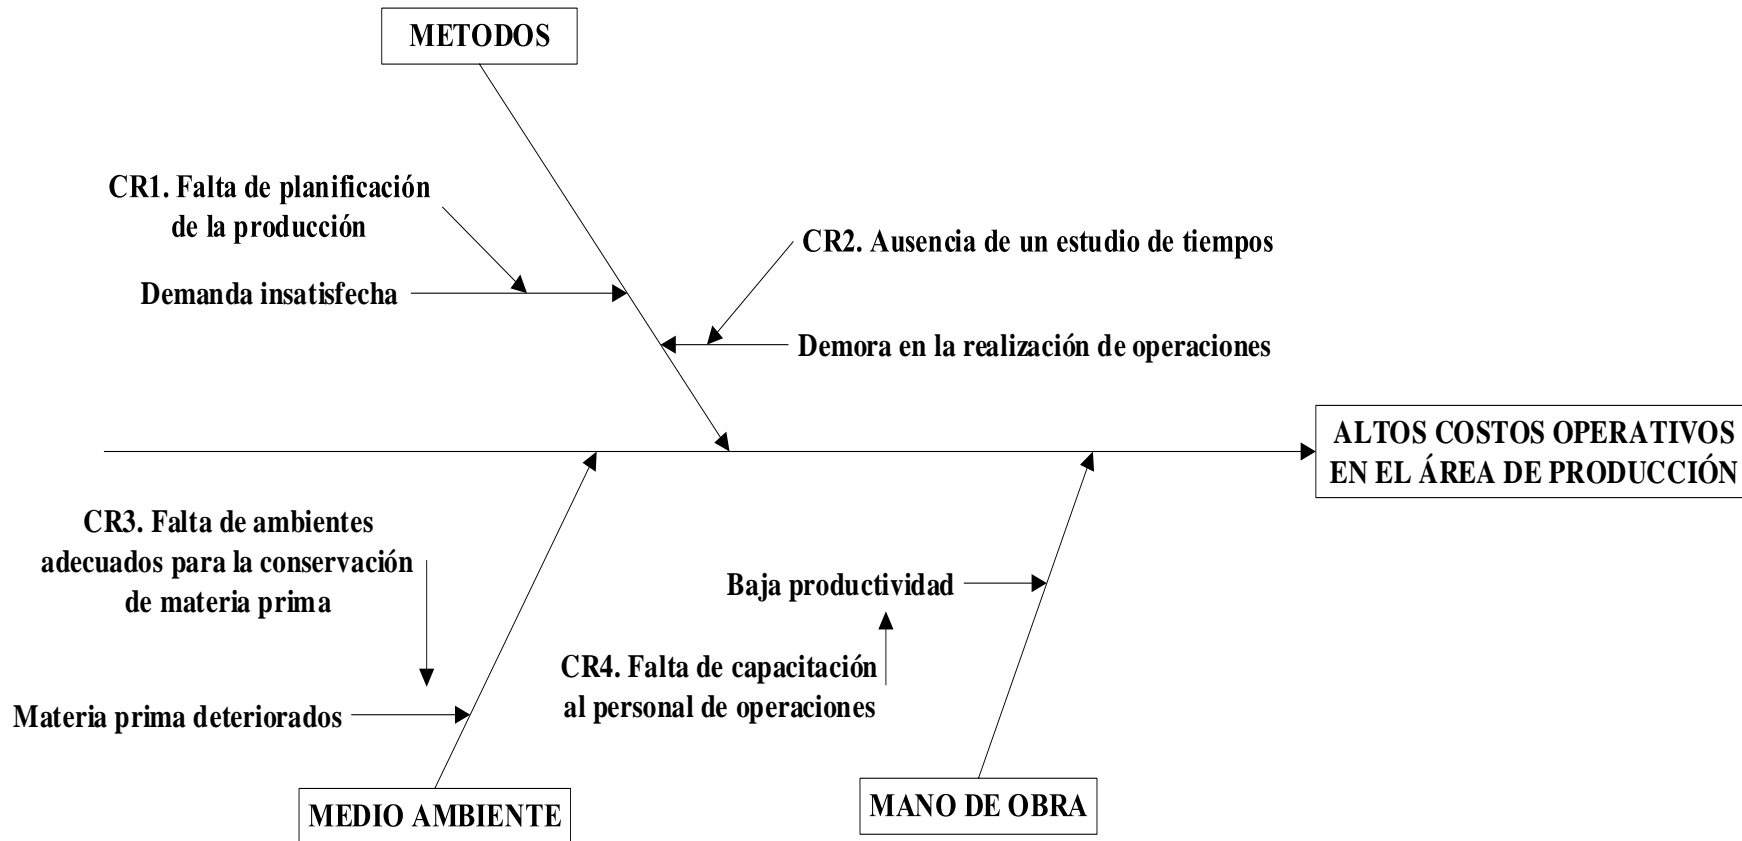 METODOS
CR1. Falta de planificación
de la producción
CR2. Ausencia de un estudio de tiempos
Demanda insatisfecha
Demora en la realización de operaciones
ALTOS COSTOS OPERATIVOS
EN EL ÁREA DE PRODUCCIÓN
CR3. Falta de ambientes
adecuados para la conservación
de materia prima
Baja productividad
CR4. Falta de capacitación
al personal de operaciones
Materia prima deteriorados
MEDIO AMBIENTE
MANO DE OBRA